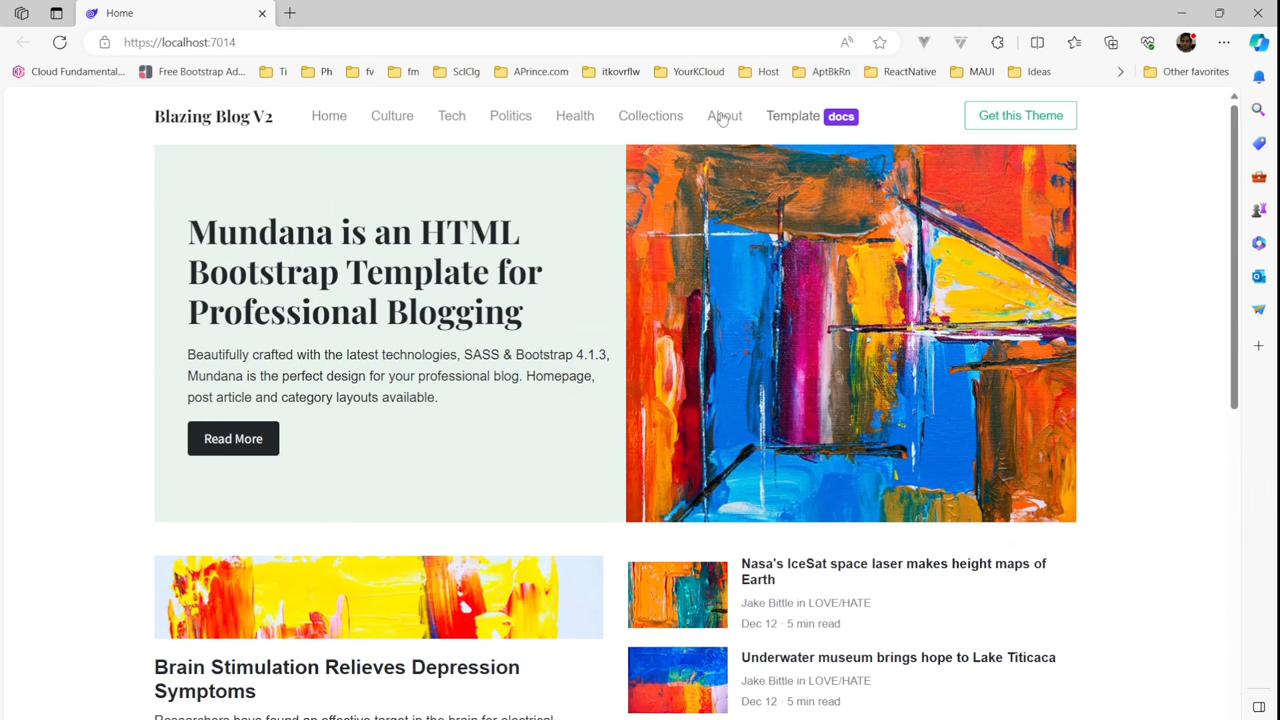 Home
https://localhost:7014
Cloud Fundamental...
Free Bootstrap Ad...
Ti
Ph
fv
fm
SclClg
APrince.com
itkovrflw
YourKCloud
Host
AptBkRn
ReactNative
MAUI
Ideas
Other favorites
Blazing Blog V2
Home
Culture
Tech
Politics
Health
Collections
About
Template docs
Get this Theme
Mundana is an HTML
Bootstrap Template for
Professional Blogging
Beautifully crafted with the latest technologies, SASS & Bootstrap 4.1.3,
Mundana is the perfect design for your professional blog. Homepage,
post article and category layouts available.
Read More
Brain Stimulation Relieves Depression
Symptoms
Researchers have found an effective target in the brain for electrical
Nasa's IceSat space laser makes height maps of
Earth
Jake Bittle in LOVE/HATE
Dec 12 · 5 min read
Underwater museum brings hope to Lake Titicaca
Jake Bittle in LOVE/HATE
Dec 12 · 5 min read